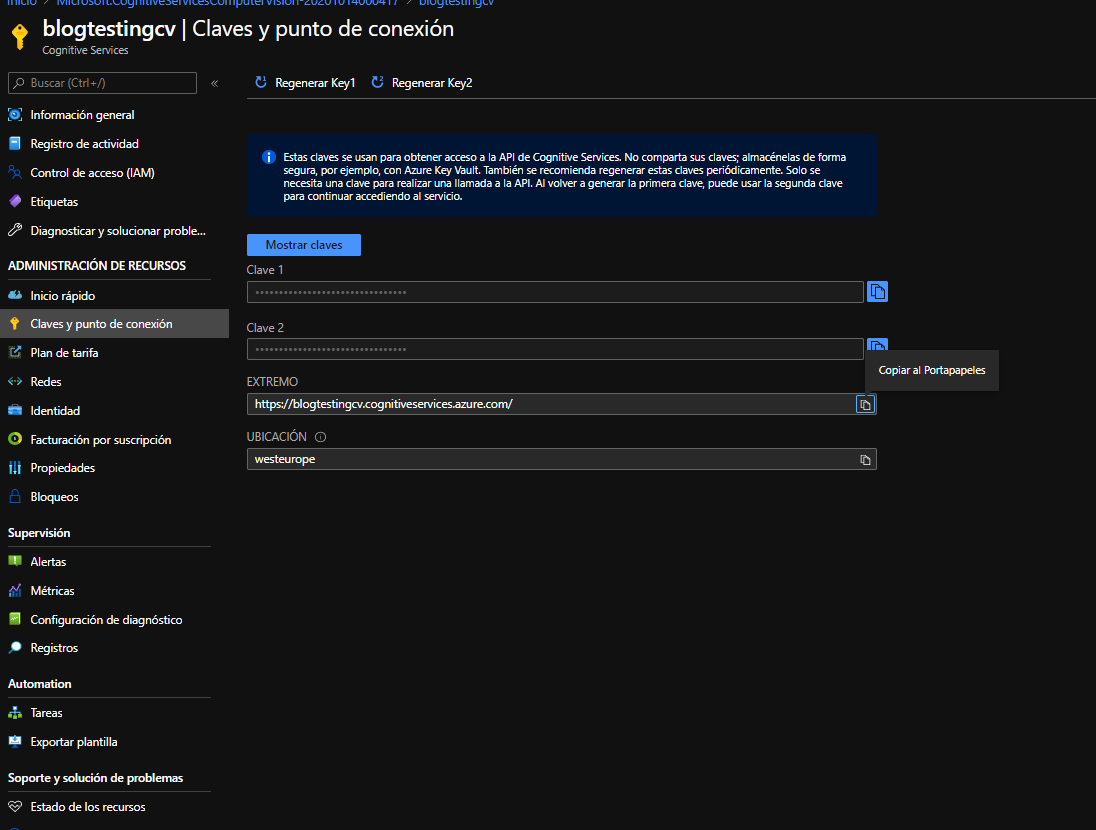 Inicio > Microsoft.CognitiveServicesComputerVision-20201014000417 > blogtestingcv
blogtestingcv | Claves y punto de conexión
Cognitive Services
Buscar (Ctrl+/)
«
Regenerar Key1
Regenerar Key2
Información general
Registro de actividad
Control de acceso (IAM)
Etiquetas
Diagnosticar y solucionar proble...
ADMINISTRACIÓN DE RECURSOS
Inicio rápido
Claves y punto de conexión
Plan de tarifa
Redes
Identidad
Facturación por suscripción
Propiedades
Bloqueos
Supervisión
Alertas
Métricas
Configuración de diagnóstico
Registros
Automation
Tareas
Exportar plantilla
Soporte y solución de problemas
Estado de los recursos
Estas claves se usan para obtener acceso a la API de Cognitive Services. No comparta sus claves; almacénelas de forma
segura, por ejemplo, con Azure Key Vault. También se recomienda regenerar estas claves periódicamente. Solo se
necesita una clave para realizar una llamada a la API. Al volver a generar la primera clave, puede usar la segunda clave
para continuar accediendo al servicio.
Mostrar claves
Clave 1
Clave 2
Copiar al Portapapeles
EXTREMO
https://blogtestingcv.cognitiveservices.azure.com/
UBICACIÓN
westeurope